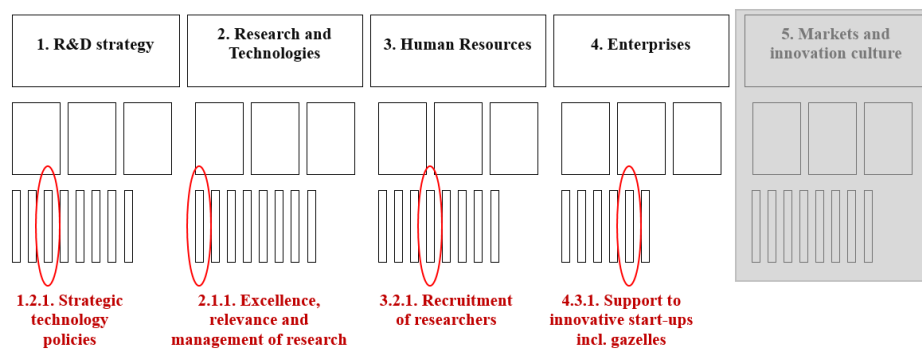 1. R&D strategy
2. Research and
Technologies
3. Human Resources
4. Enterprises
5. Markets and
innovation culture
1.2.1. Strategic
technology
policies
2.1.1. Excellence,
relevance and
management of research
3.2.1. Recruitment
of researchers
4.3.1. Support to
innovative start-ups
incl. gazelles